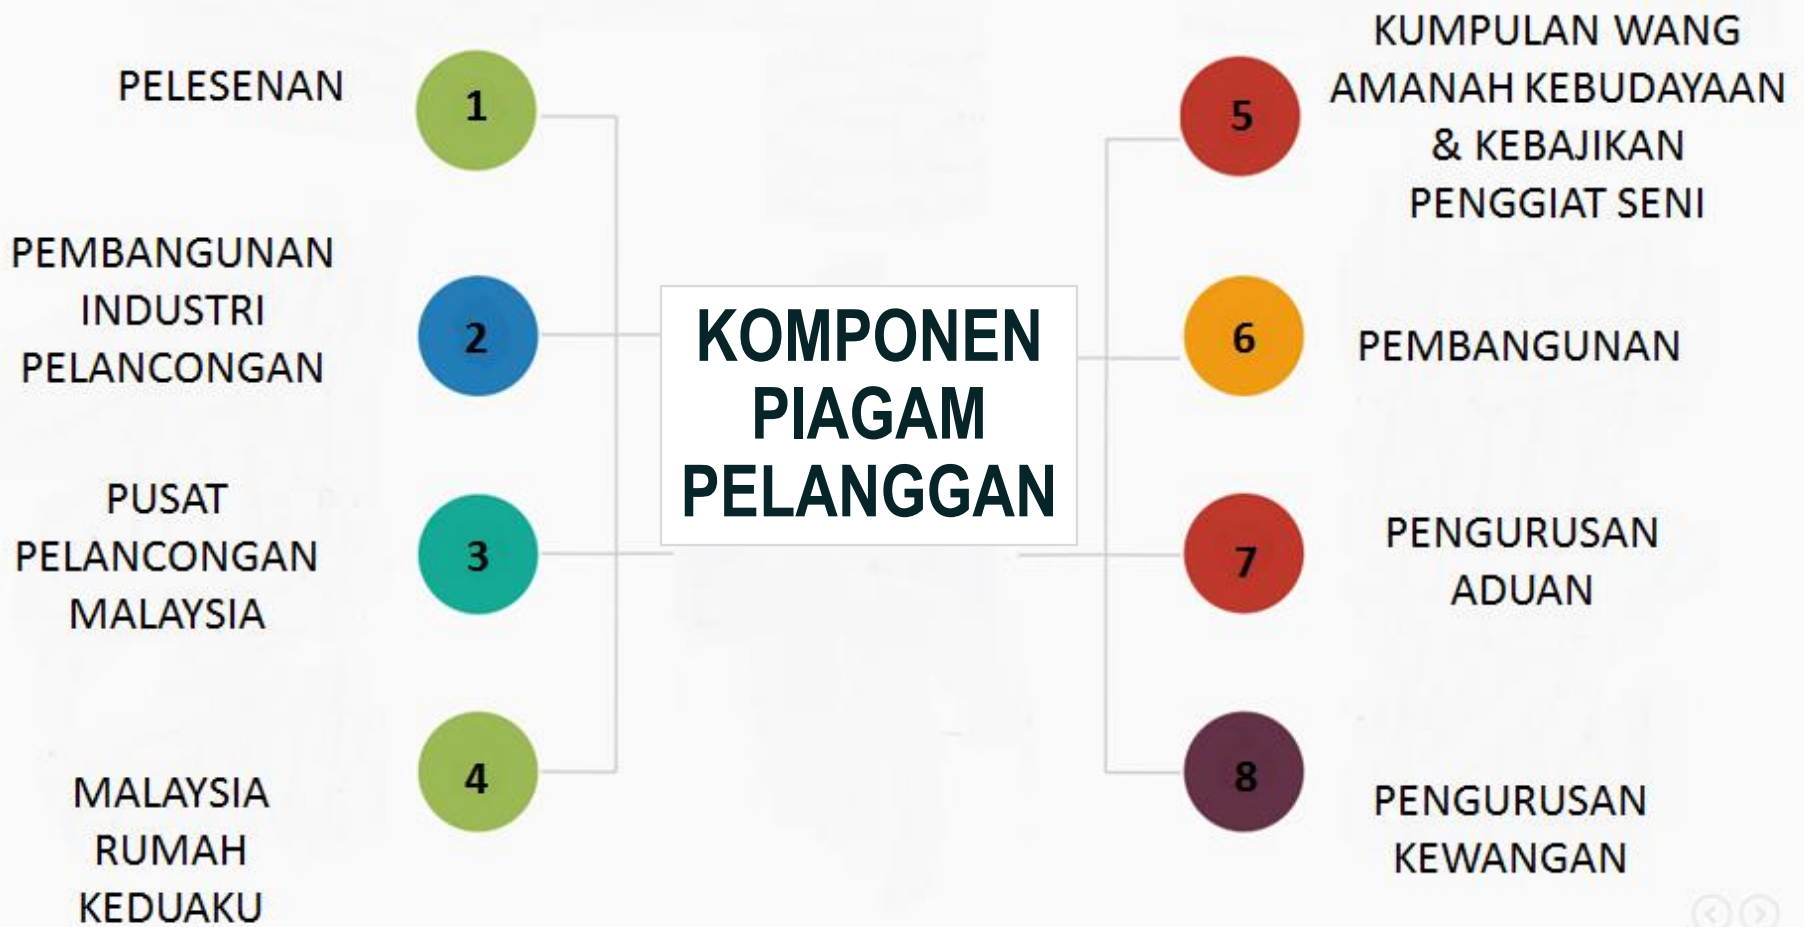 KOMPONEN
PIAGAM
PELANGGAN
1
PELESENAN
2
PEMBANGUNAN
INDUSTRI
PELANCONGAN
3
PUSAT
PELANCONGAN
MALAYSIA
4
MALAYSIA
RUMAH
KEDUAKU
5
KUMPULAN WANG
AMANAH KEBUDAYAAN
& KEBAJIKAN
PENGGIAT SENI
6
PEMBANGUNAN
7
PENGURUSAN
ADUAN
8
PENGURUSAN
KEWANGAN